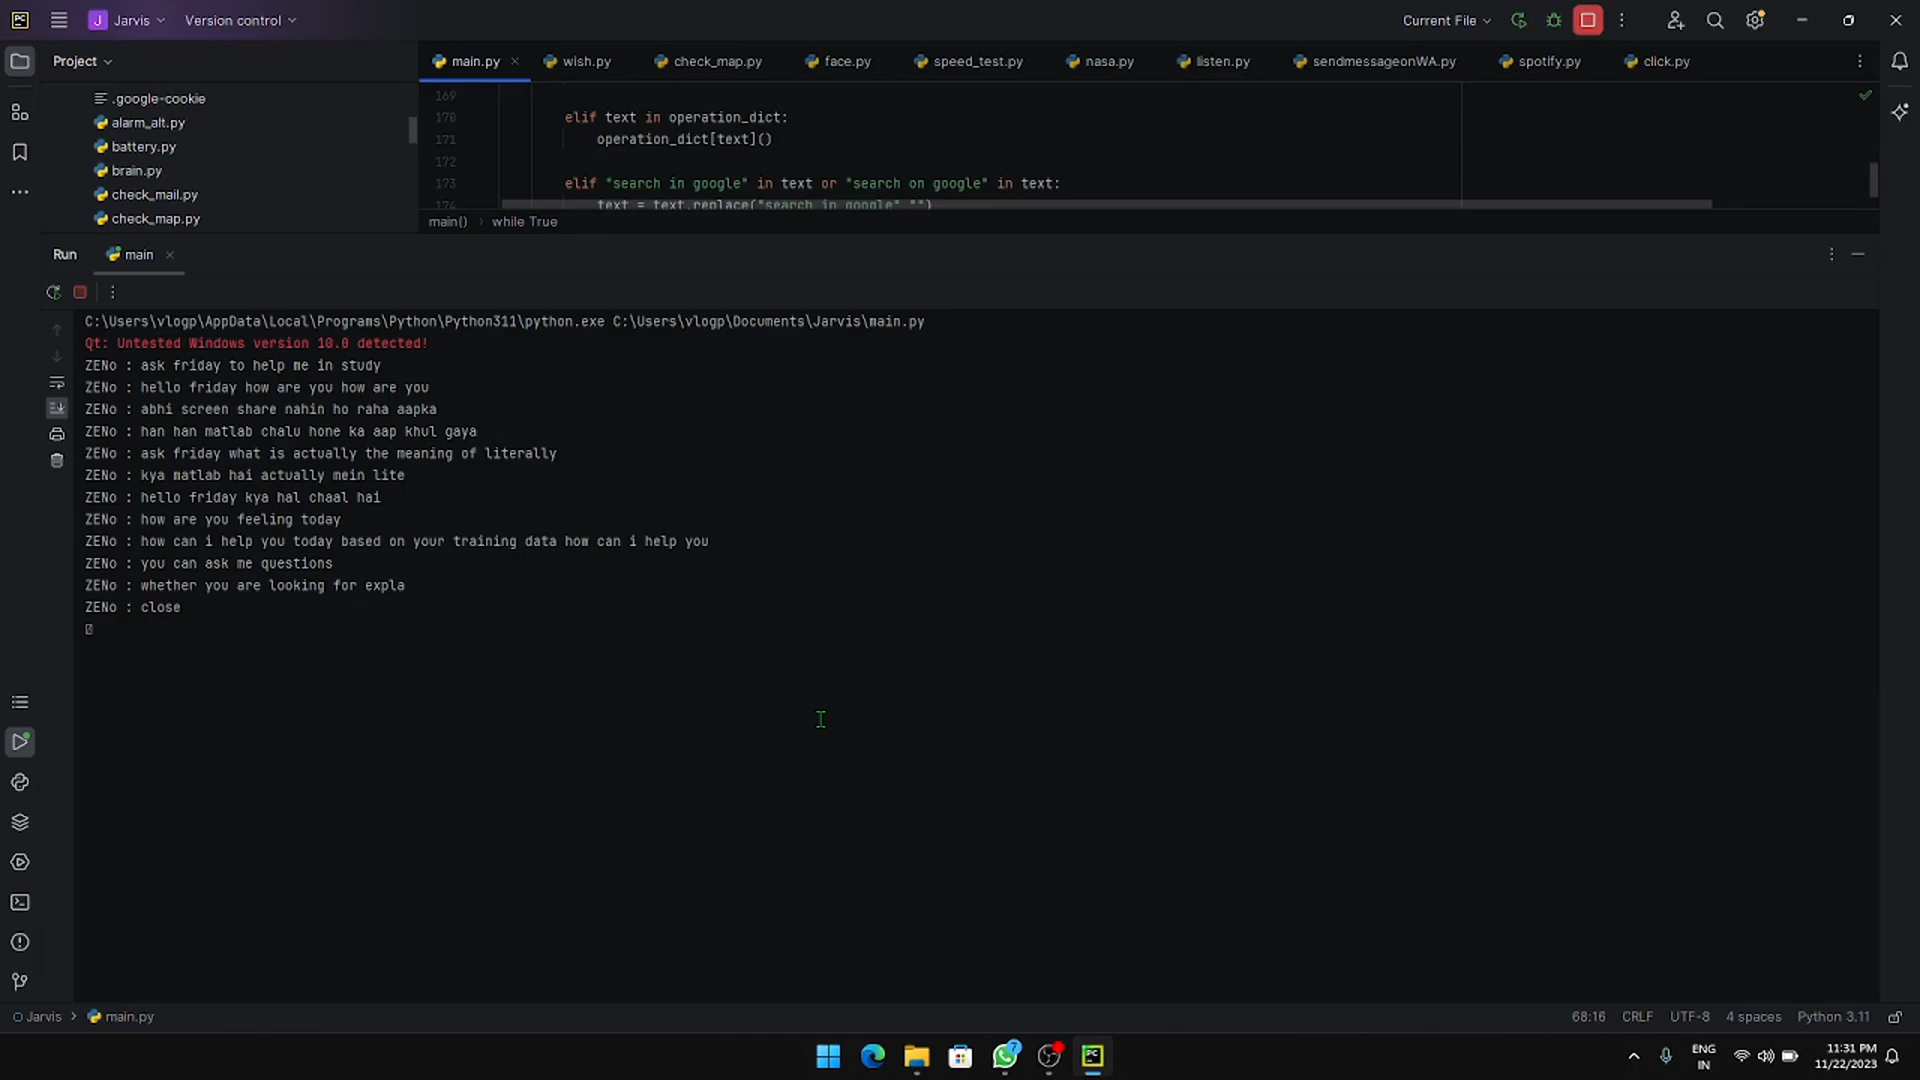 PC
J Jarvis
Version control
Current File
Project
main.py
wish.py
check_map.py
face.py
speed_test.py
nasa.py
listen.py
sendmessageonWA.py
spotify.py
click.py
.google-cookie
alarm_alt.py
battery.py
brain.py
check_mail.py
check_map.py
169
170 elif text in operation_dict:
171 operation_dict[text]()
172
173 elif "search in google" in text or "search on google" in text:
174 text = text.replace("search in google" "")
main() > while True
Run
main
C:\Users\vlogp\AppData\Local\Programs\Python\Python311\python.exe C:\Users\vlogp\Documents\Jarvis\main.py
Qt: Untested Windows version 10.0 detected!
ZENo : ask friday to help me in study
ZENo : hello friday how are you how are you
ZENo : abhi screen share nahin ho raha aapka
ZENo : han han matlab chalu hone ka aap khul gaya
ZENo : ask friday what is actually the meaning of literally
ZENo : kya matlab hai actually mein lite
ZENo : hello friday kya hal chaal hai
ZENo : how are you feeling today
ZENo : how can i help you today based on your training data how can i help you
ZENo : you can ask me questions
ZENo : whether you are looking for expla
ZENo : close
Jarvis > main.py
68:16 CRLF UTF-8 4 spaces Python 3.11
7
PC
ENG
IN
11:31 PM
11/22/2023